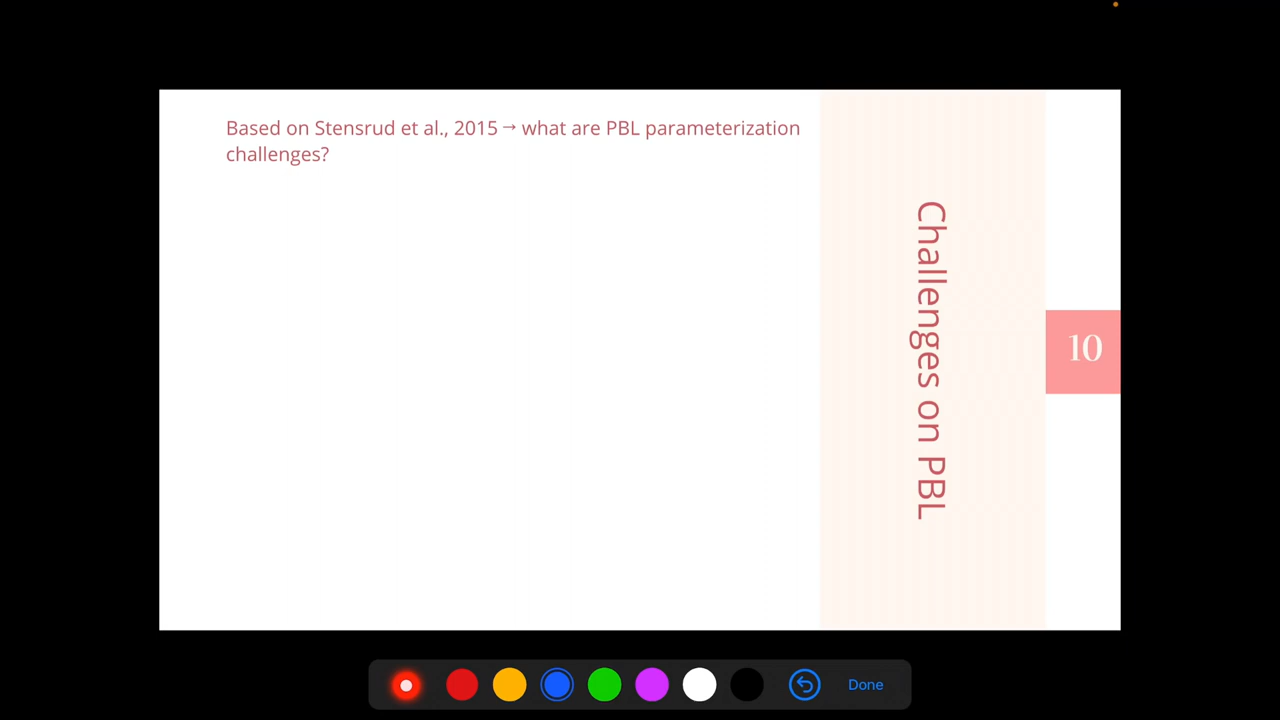 Based on Stensrud et al., 2015 → what are PBL parameterization
challenges?
Challenges on PBL
10
Done